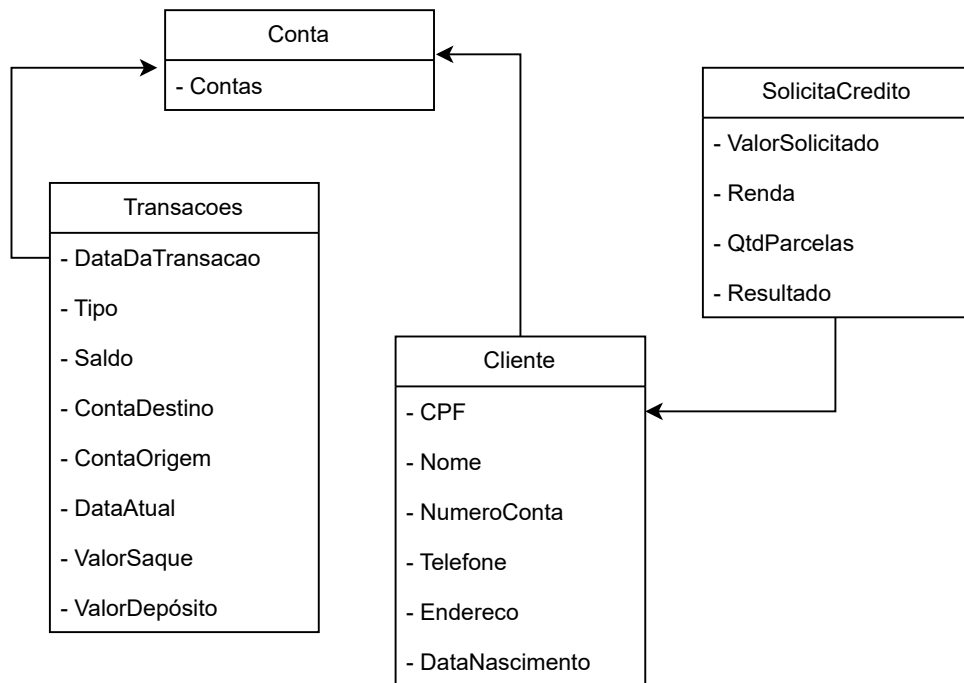 Conta
- Contas
SolicitaCredito
- ValorSolicitado
- Renda
- QtdParcelas
- Resultado
Transacoes
- DataDaTransacao
- Tipo
- Saldo
- ContaDestino
- ContaOrigem
- DataAtual
- ValorSaque
- ValorDepósito
Cliente
- CPF
- Nome
- NumeroConta
- Telefone
- Endereco
- DataNascimento